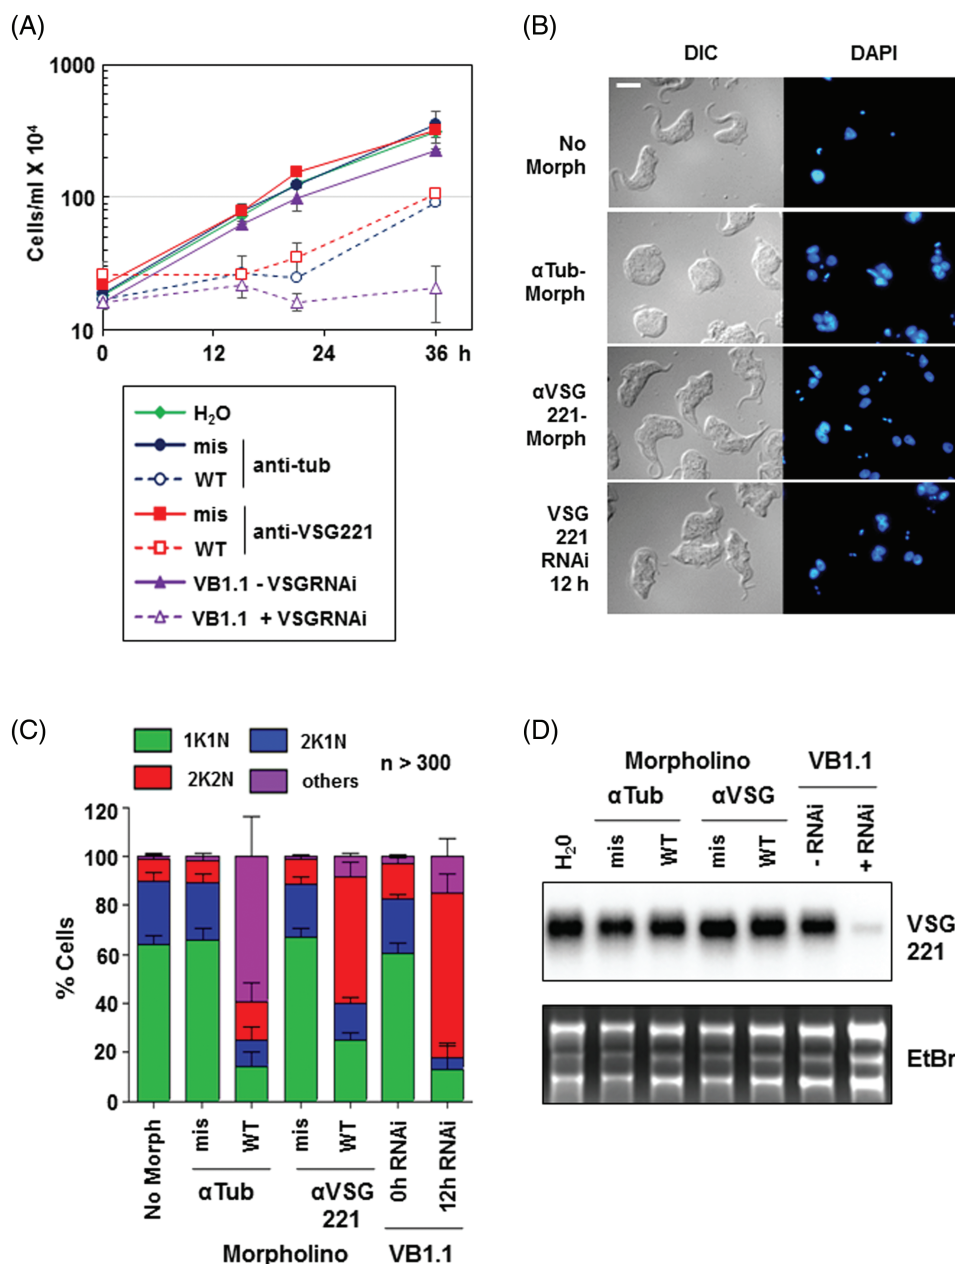 (A)
1000
100
10
Cells/ml X 10⁴
0 12 24 36 h
H₂O
mis
WT
anti-tub
mis
WT
anti-VSG221
VB1.1 - VSGRNAi
VB1.1 + VSGRNAi
(B)
DIC DAPI
No
Morph
αTub-
Morph
αVSG
221-
Morph
VSG
221
RNAi
12 h
(C)
1K1N 2K1N
2K2N others
n > 300
120
100
80
60
40
20
0
% Cells
No Morph
mis
WT
mis
WT
0h RNAi
12h RNAi
αTub
αVSG
221
Morpholino VB1.1
(D)
Morpholino VB1.1
αTub αVSG
H₂0
mis
WT
mis
WT
- RNAi
+ RNAi
VSG
221
EtBr